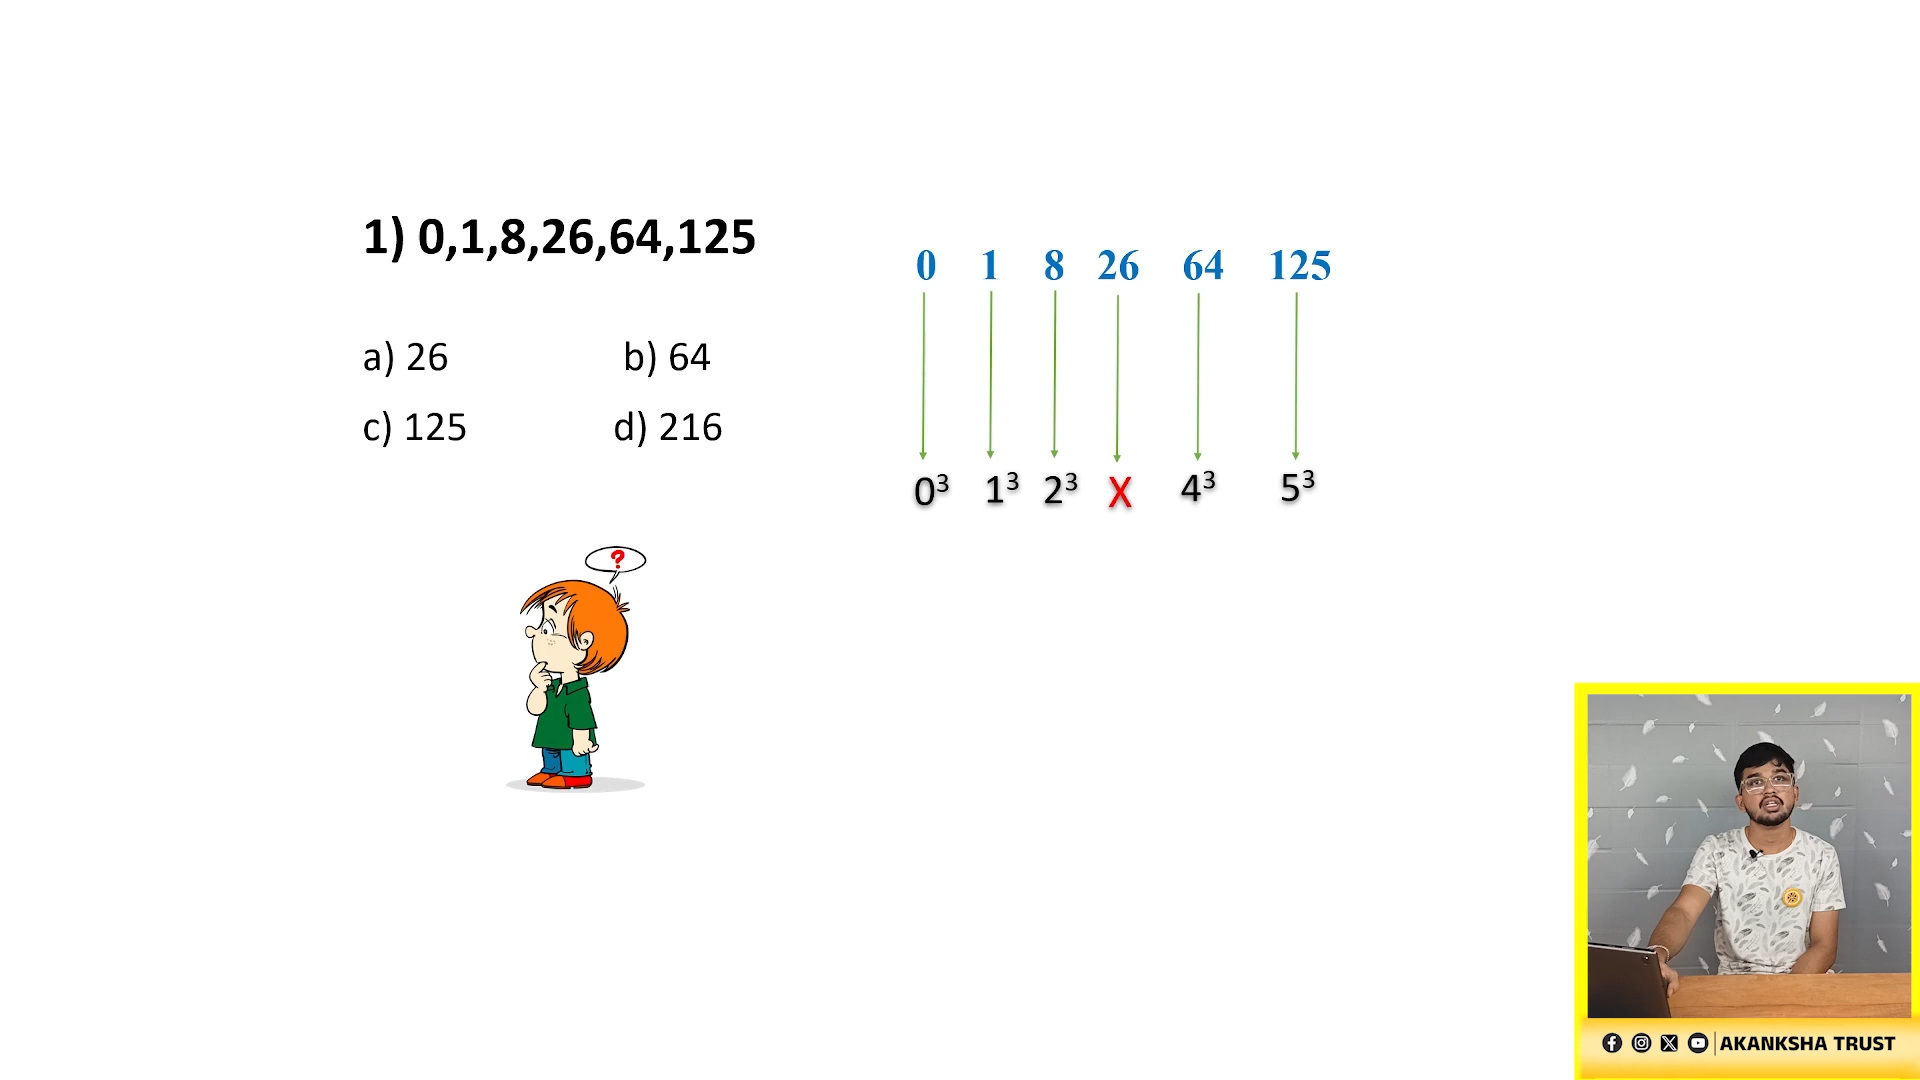 1) 0,1,8,26,64,125
a) 26 b) 64
c) 125 d) 216
0 1 8 26 64 125
0³ 1³ 2³ X 4³ 5³
?
AKANKSHA TRUST